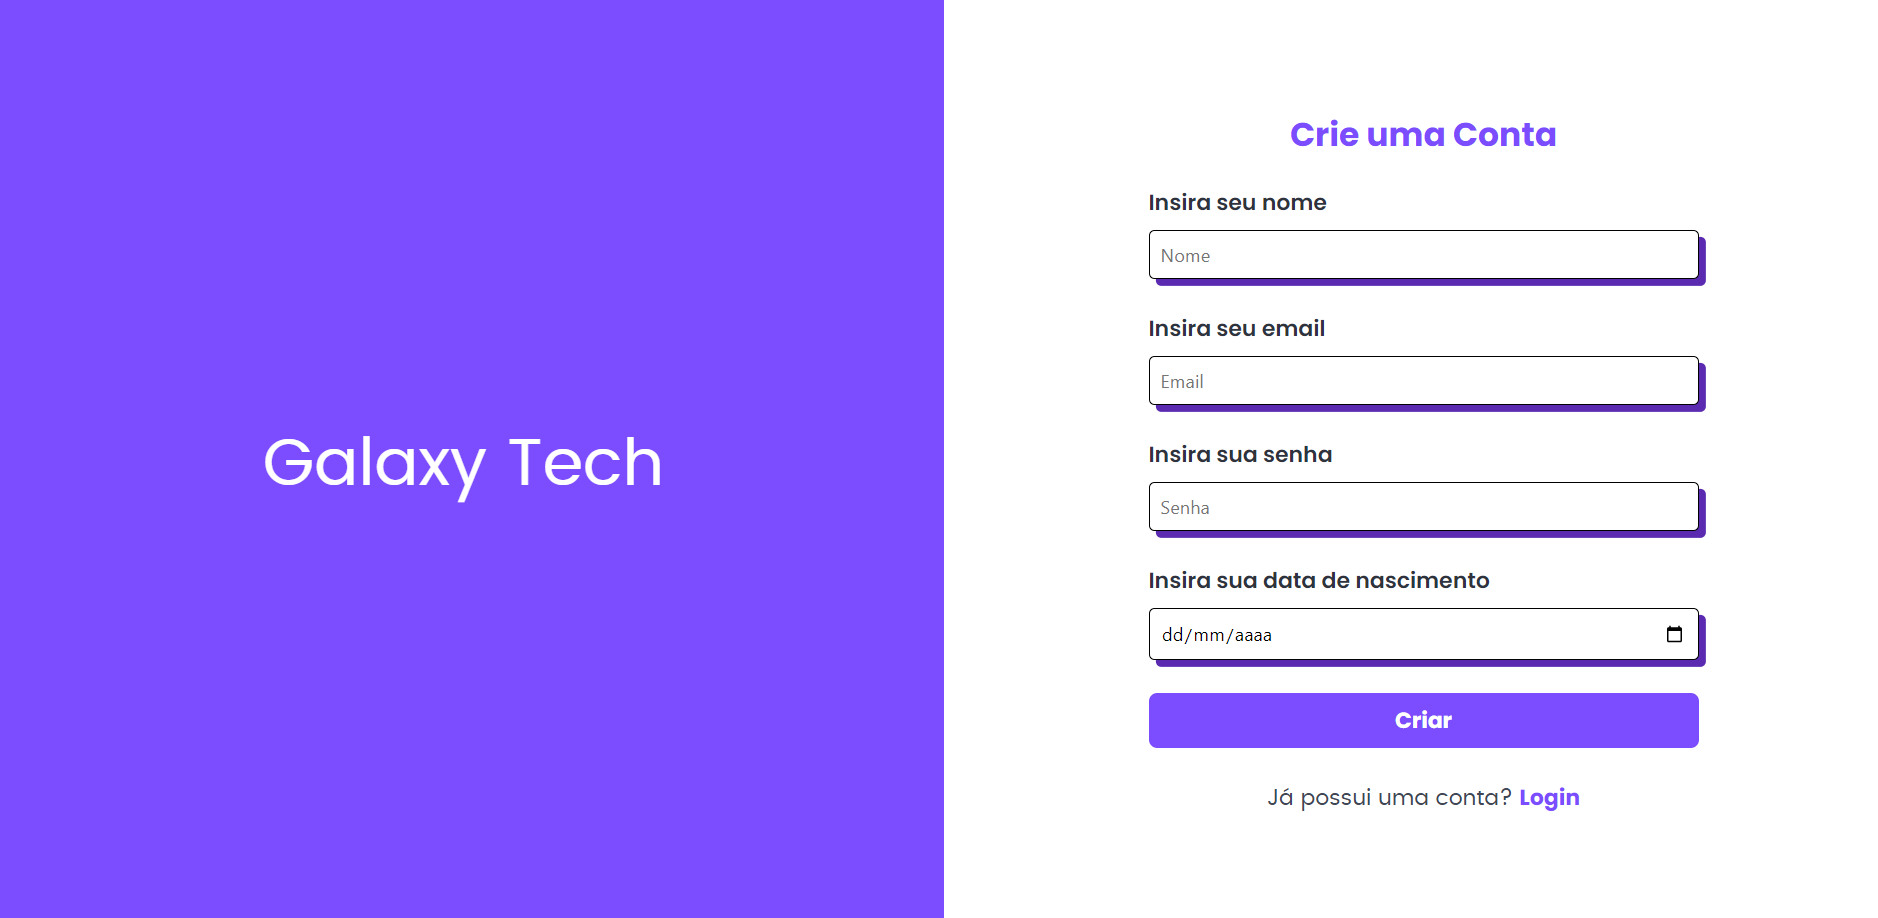 Galaxy Tech
Crie uma Conta
Insira seu nome
Nome
Insira seu email
Email
Insira sua senha
Senha
Insira sua data de nascimento
dd/mm/aaaa
Criar
Já possui uma conta? Login